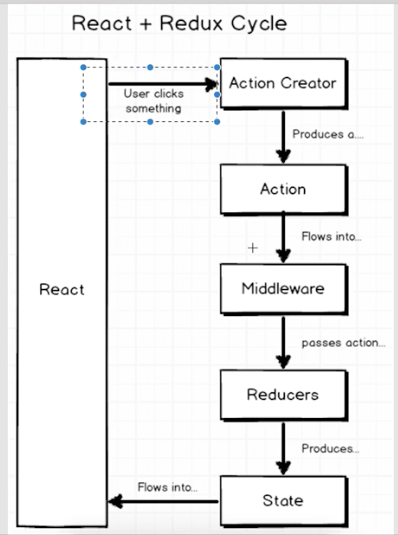 React + Redux Cycle
User clicks
something
Action Creator
Produces a....
Action
Flows into...
React
Middleware
passes action...
Reducers
Produces...
Flows into...
State